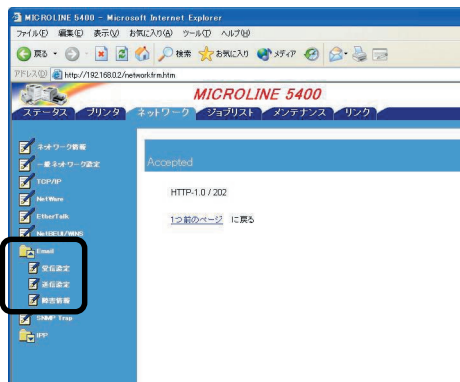 MICROLINE 5400 - Microsoft Internet Explorer
ファイル(F) 編集(E) 表示(V) お気に入り(A) ツール(T) ヘルプ(H)
戻る 検索 お気に入り メディア
アドレス(D) http://192.168.0.2/networkfrm.htm
MICROLINE 5400
ステータス プリンタ ネットワーク ジョブリスト メンテナンス リンク
ネットワーク情報
一般ネットワーク設定
TCP/IP
NetWare
EtherTalk
NetBEUI/WINS
Email
受信設定
送信設定
障害情報
SNMP Trap
IPP
Accepted
HTTP-1.0 / 202
1つ前のページ に戻る